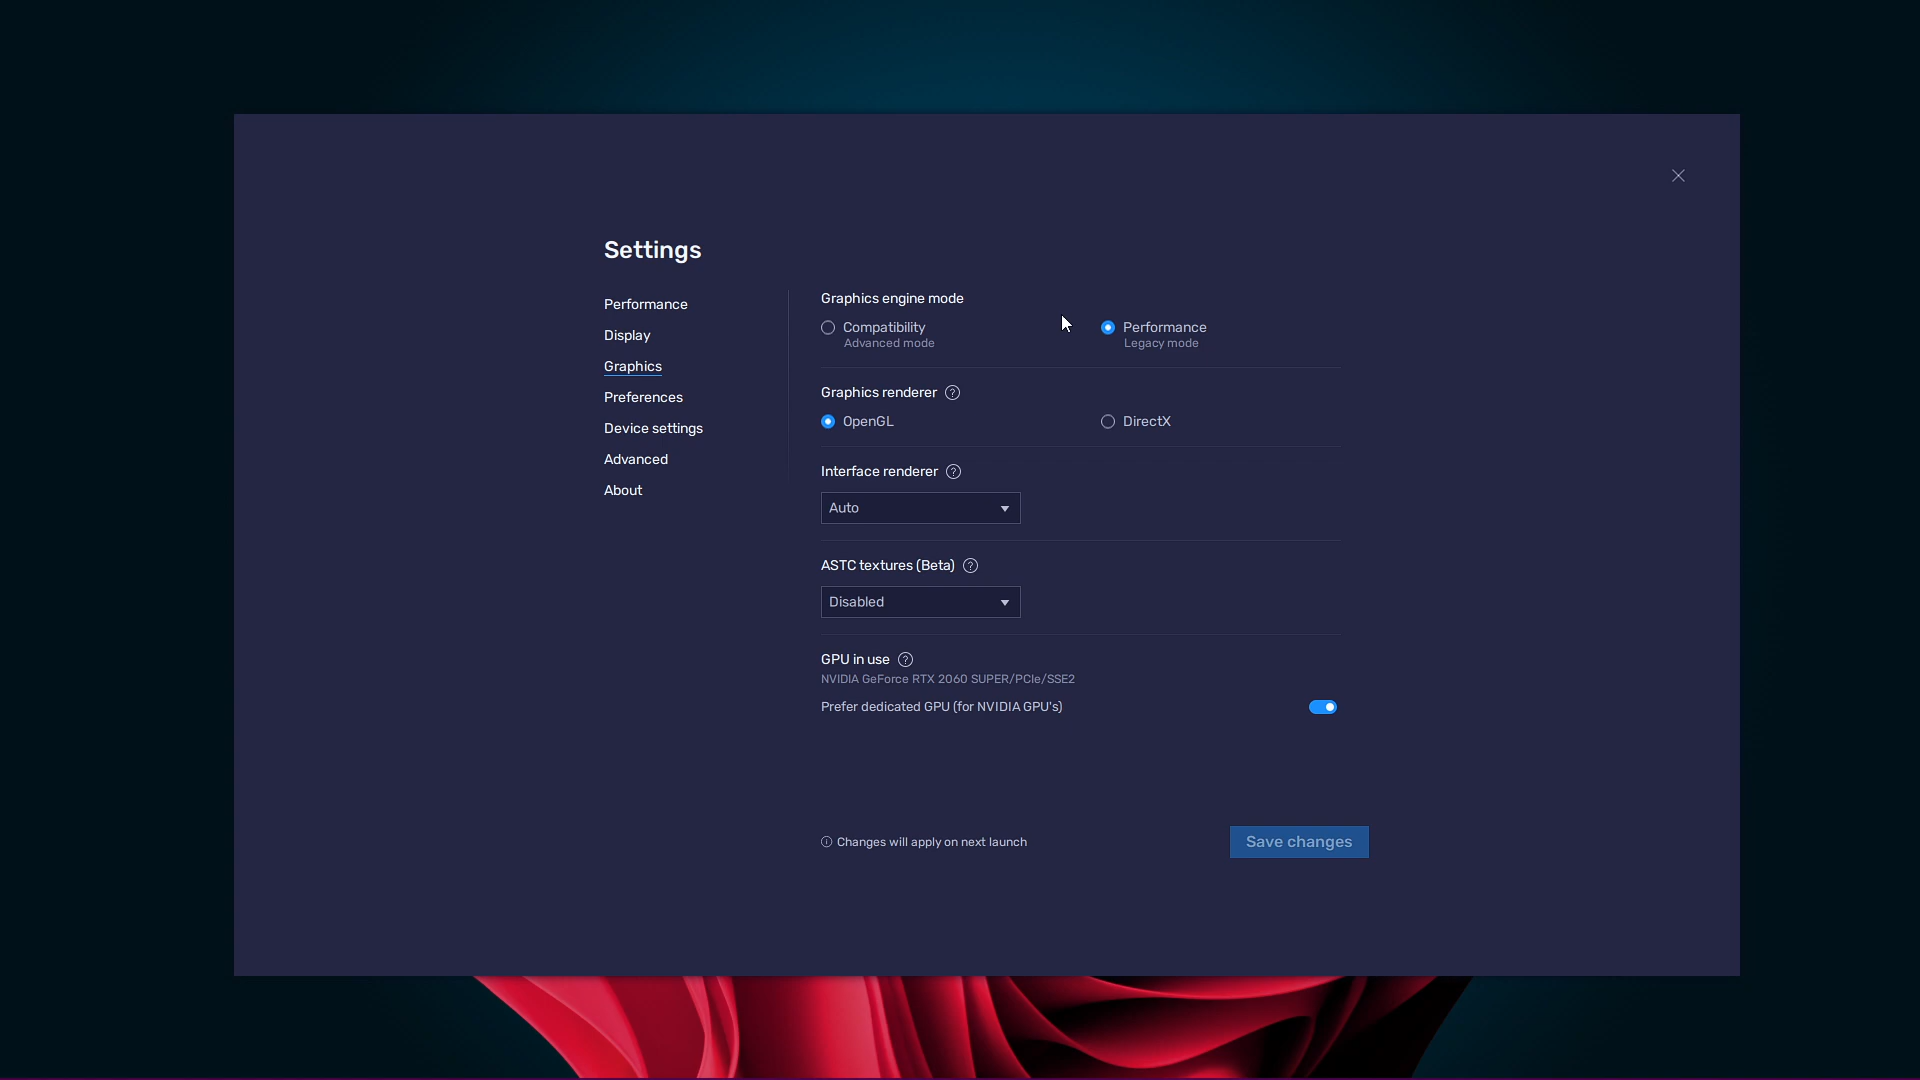 Settings
Performance
Display
Graphics
Preferences
Device settings
Advanced
About
Graphics engine mode
Compatibility
Advanced mode
Performance
Legacy mode
Graphics renderer ?
OpenGL
DirectX
Interface renderer ?
Auto
ASTC textures (Beta) ?
Disabled
GPU in use ?
NVIDIA GeForce RTX 2060 SUPER/PCIe/SSE2
Prefer dedicated GPU (for NVIDIA GPU's)
Changes will apply on next launch
Save changes